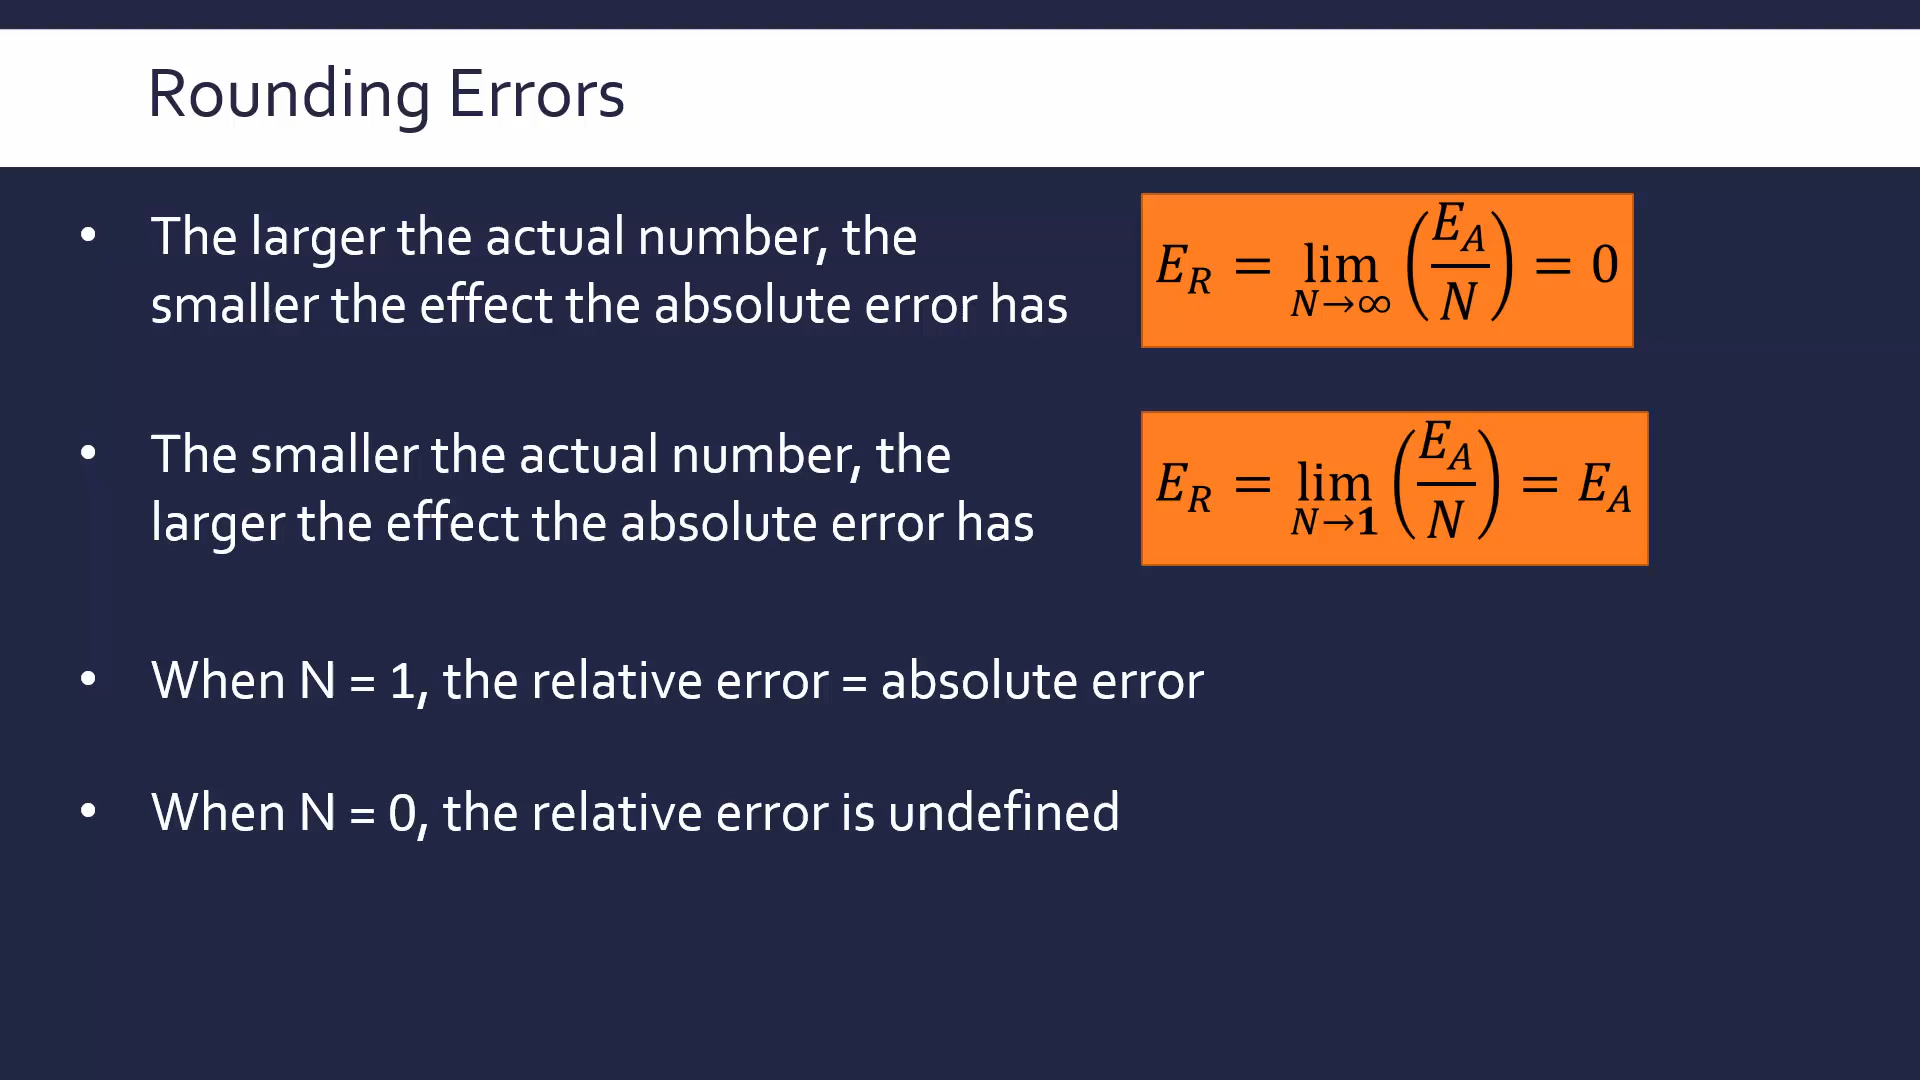 Rounding Errors
• The larger the actual number, the
smaller the effect the absolute error has
E_R = lim_{N→∞} (E_A/N) = 0
• The smaller the actual number, the
larger the effect the absolute error has
E_R = lim_{N→1} (E_A/N) = E_A
• When N = 1, the relative error = absolute error
• When N = 0, the relative error is undefined